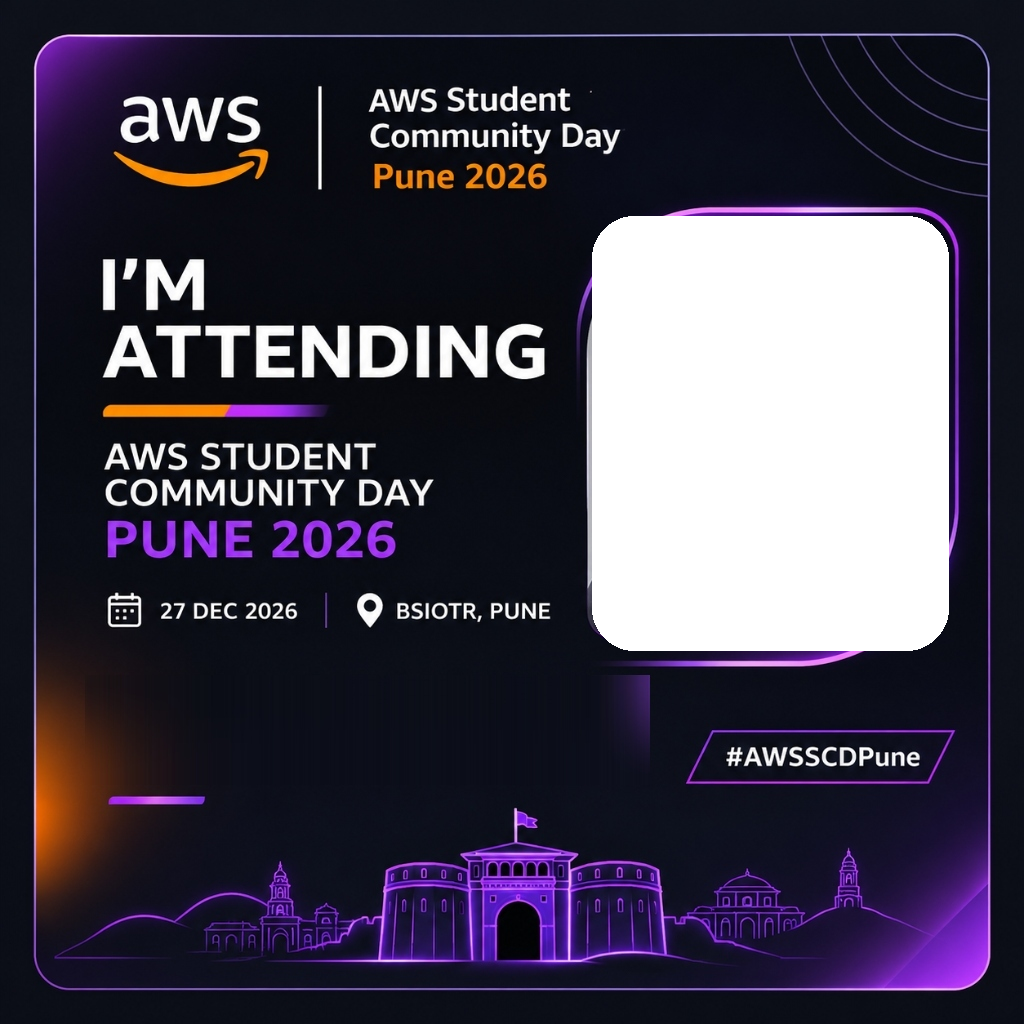 aws
AWS Student
Community Day
Pune 2026
I'M
ATTENDING
AWS STUDENT
COMMUNITY DAY
PUNE 2026
27 DEC 2026
BSIOTR, PUNE
#AWSSCDPune